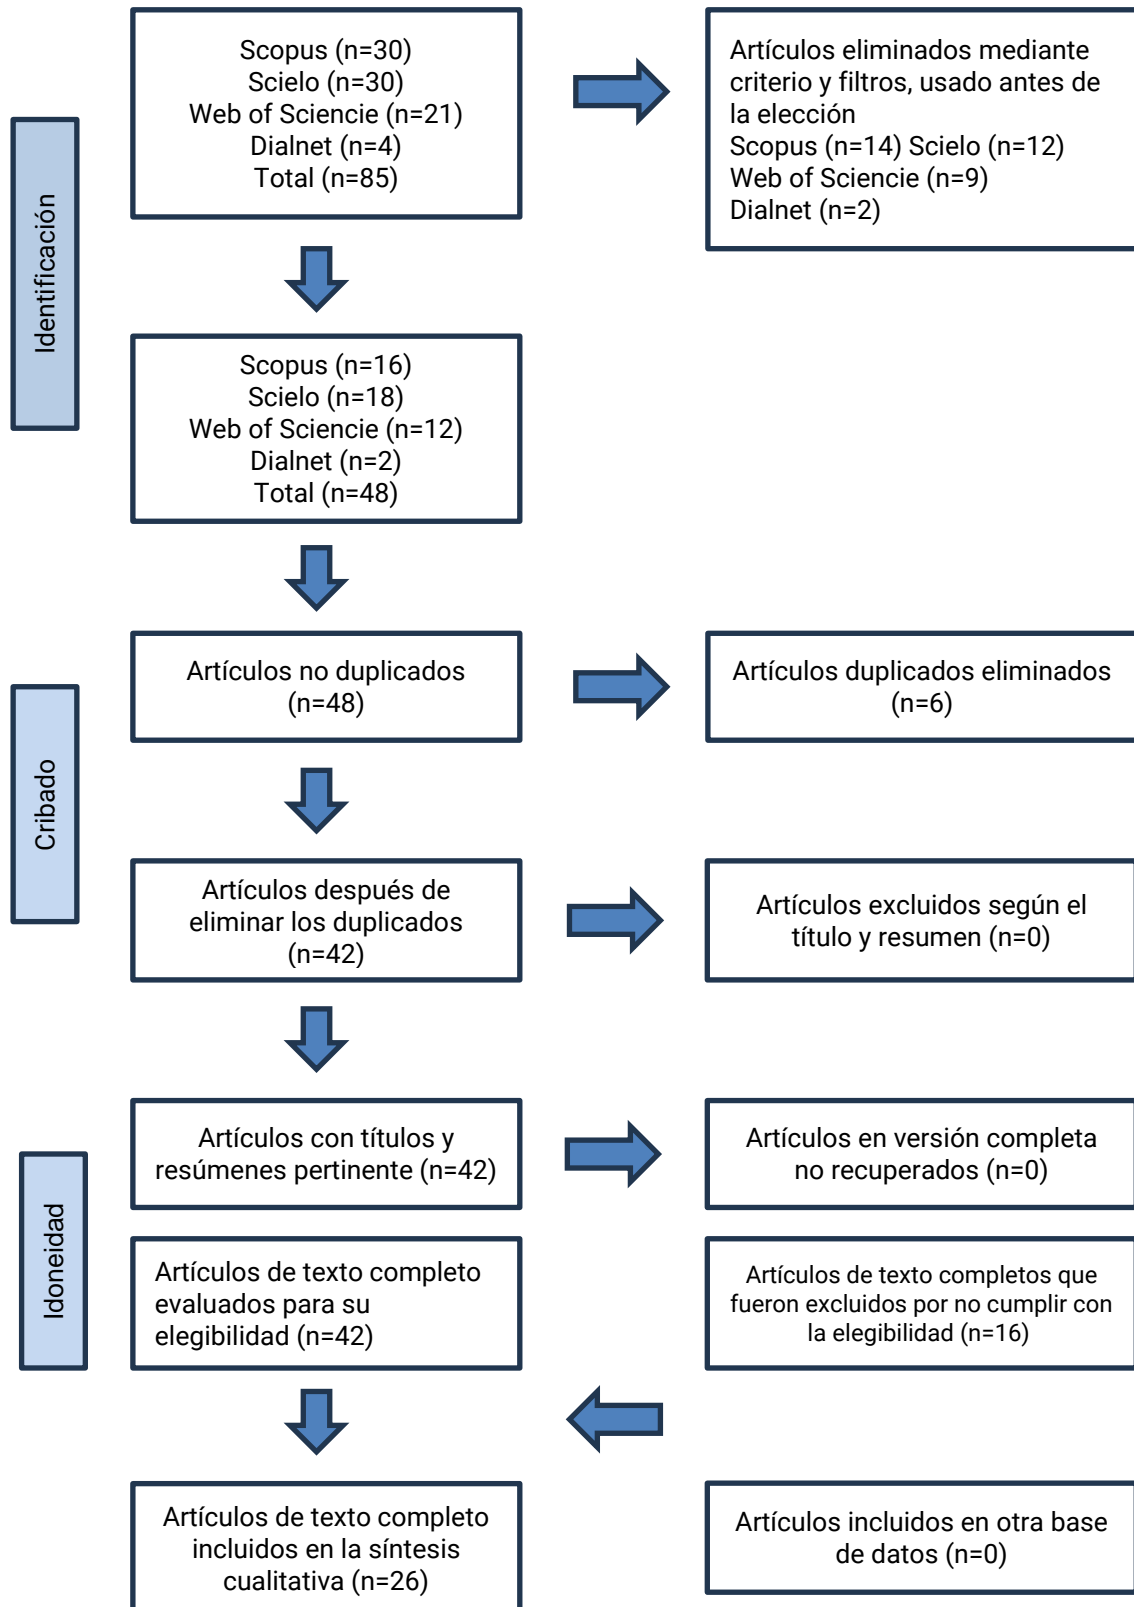 Identificación
Scopus (n=30)
Scielo (n=30)
Web of Sciencie (n=21)
Dialnet (n=4)
Total (n=85)
Artículos eliminados mediante
criterio y filtros, usado antes de
la elección
Scopus (n=14) Scielo (n=12)
Web of Sciencie (n=9)
Dialnet (n=2)
Scopus (n=16)
Scielo (n=18)
Web of Sciencie (n=12)
Dialnet (n=2)
Total (n=48)
Cribado
Artículos no duplicados
(n=48)
Artículos duplicados eliminados
(n=6)
Artículos después de
eliminar los duplicados
(n=42)
Artículos excluidos según el
título y resumen (n=0)
Idoneidad
Artículos con títulos y
resúmenes pertinente (n=42)
Artículos en versión completa
no recuperados (n=0)
Artículos de texto completo
evaluados para su
elegibilidad (n=42)
Artículos de texto completos que
fueron excluidos por no cumplir con
la elegibilidad (n=16)
Artículos de texto completo
incluidos en la síntesis
cualitativa (n=26)
Artículos incluidos en otra base
de datos (n=0)